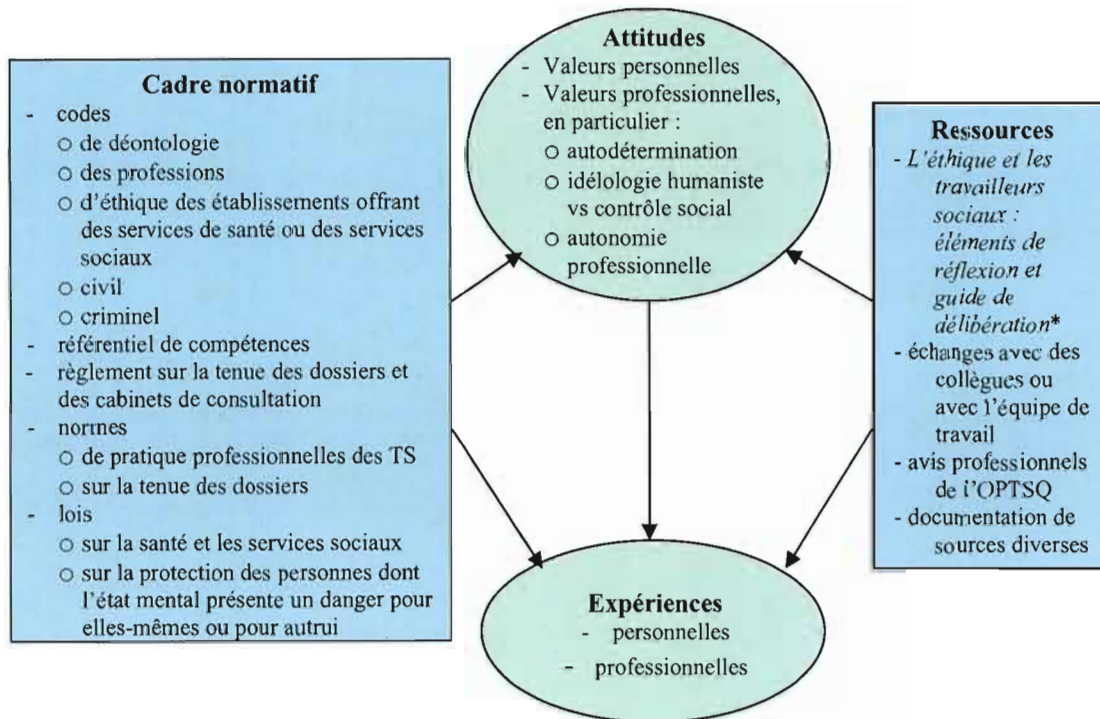 Attitudes
- Valeurs personnelles
- Valeurs professionnelles,
en particulier :
○ autodétermination
○ idélologie humaniste
vs contrôle social
○ autonomie
professionnelle
Cadre normatif
- codes
○ de déontologie
○ des professions
○ d'éthique des établissements offrant
des services de santé ou des services
sociaux
○ civil
○ criminel
- référentiel de compétences
- règlement sur la tenue des dossiers et
des cabinets de consultation
- normes
○ de pratique professionnelles des TS
○ sur la tenue des dossiers
- lois
○ sur la santé et les services sociaux
○ sur la protection des personnes dont
l'état mental présente un danger pour
elles-mêmes ou pour autrui
Ressources
- L'éthique et les
travailleurs
sociaux :
éléments de
réflexion et
guide de
délibération*
- échanges avec des
collègues ou
avec l'équipe de
travail
- avis professionnels
de l'OPTSQ
- documentation de
sources diverses
Expériences
- personnelles
- professionnelles